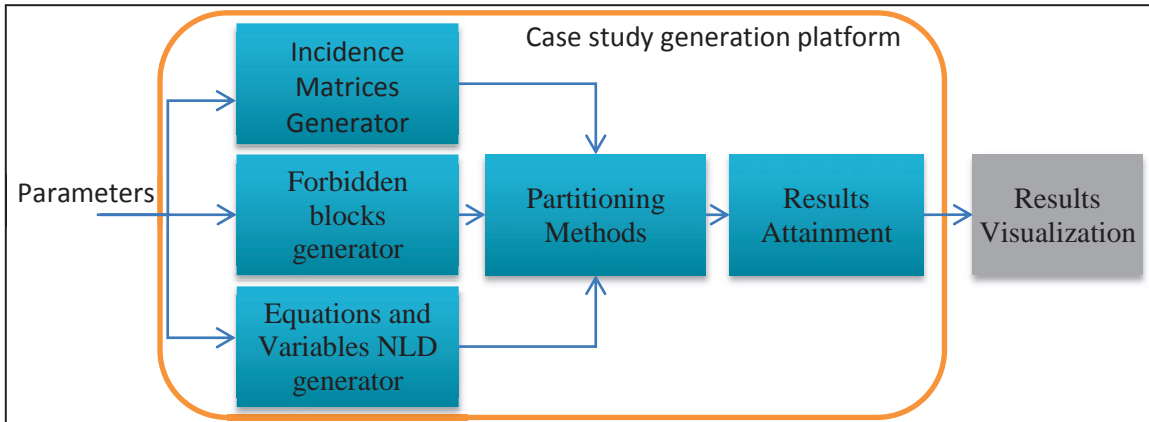 Case study generation platform
Incidence
Matrices
Generator
Parameters
Forbidden
blocks
generator
Equations and
Variables NLD
generator
Partitioning
Methods
Results
Attainment
Results
Visualization